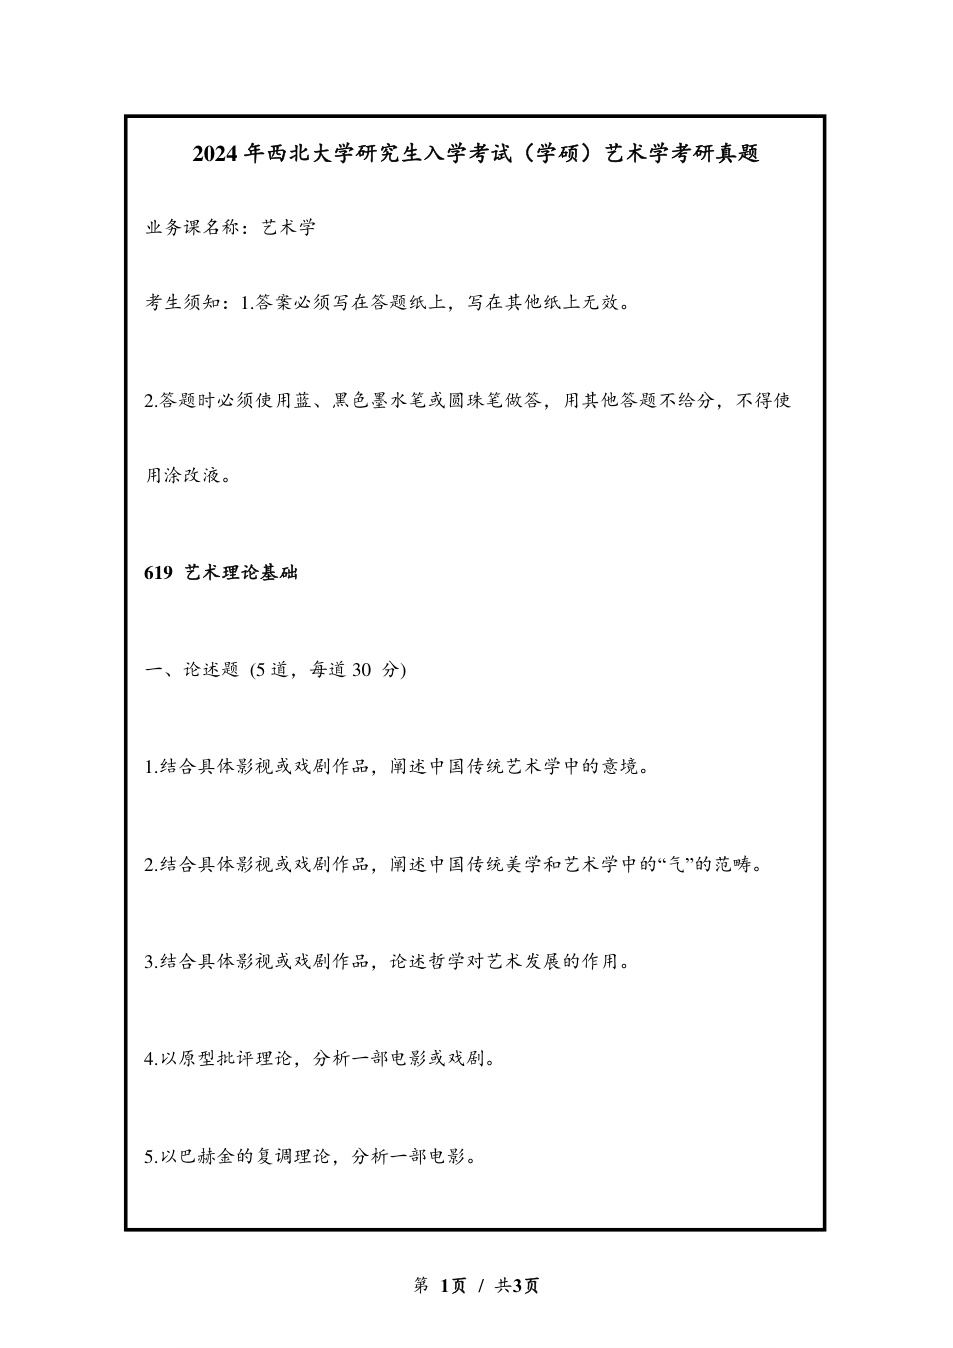 2024 年西北大学研究生入学考试（学硕）艺术学考研真题
业务课名称：艺术学
考生须知：1.答案必须写在答题纸上，写在其他纸上无效。
2.答题时必须使用蓝、黑色墨水笔或圆珠笔做答，用其他答题不给分，不得使
用涂改液。
619 艺术理论基础
一、论述题 (5 道，每道 30 分)
1.结合具体影视或戏剧作品，阐述中国传统艺术学中的意境。
2.结合具体影视或戏剧作品，阐述中国传统美学和艺术学中的“气”的范畴。
3.结合具体影视或戏剧作品，论述哲学对艺术发展的作用。
4.以原型批评理论，分析一部电影或戏剧。
5.以巴赫金的复调理论，分析一部电影。
第 1页 / 共3页